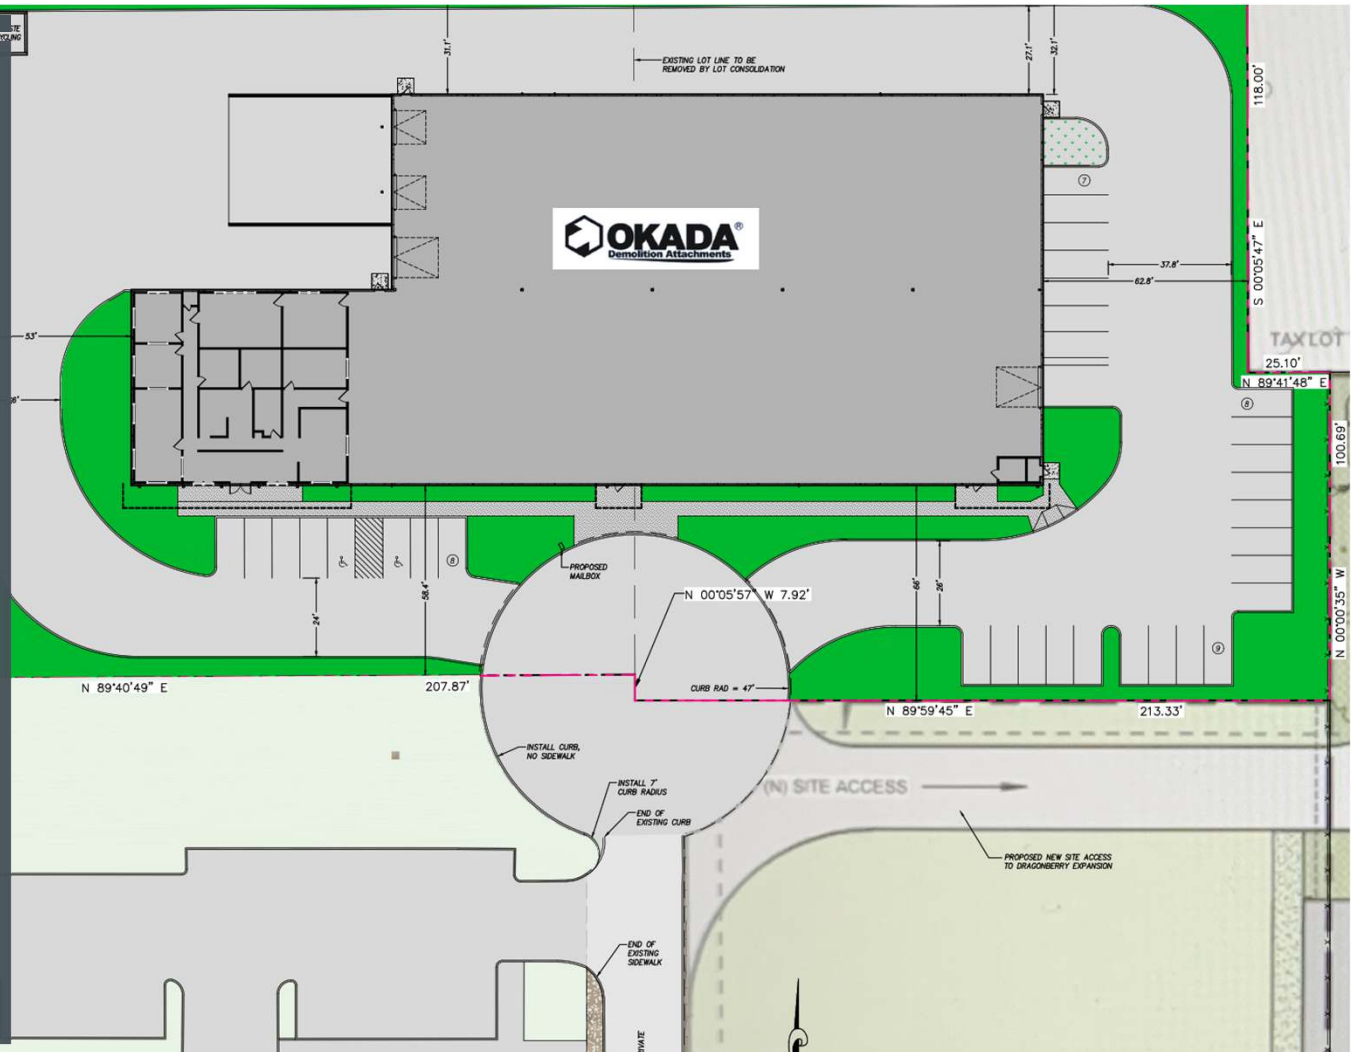 31.1'
EXISTING LOT LINE TO BE
REMOVED BY LOT CONSOLIDATION
27.1'
32.1'
118.00'
7
OKADA®
Demolition Attachments
37.8'
62.8'
S 00°05'47" E
53'
TAX LOT
25.10'
N 89°41'48" E
8
100.69'
PROPOSED
MAILBOX
8
58.4'
24'
N 00°05'57" W 7.92'
66'
26'
9
N 00°00'35" W
N 89°40'49" E
207.87'
CURB RAD = 47'
N 89°59'45" E
213.33'
INSTALL CURB,
NO SIDEWALK
INSTALL 7'
CURB RADIUS
END OF
EXISTING CURB
(N) SITE ACCESS
PROPOSED NEW SITE ACCESS
TO DRAGONBERRY EXPANSION
END OF
EXISTING
SIDEWALK